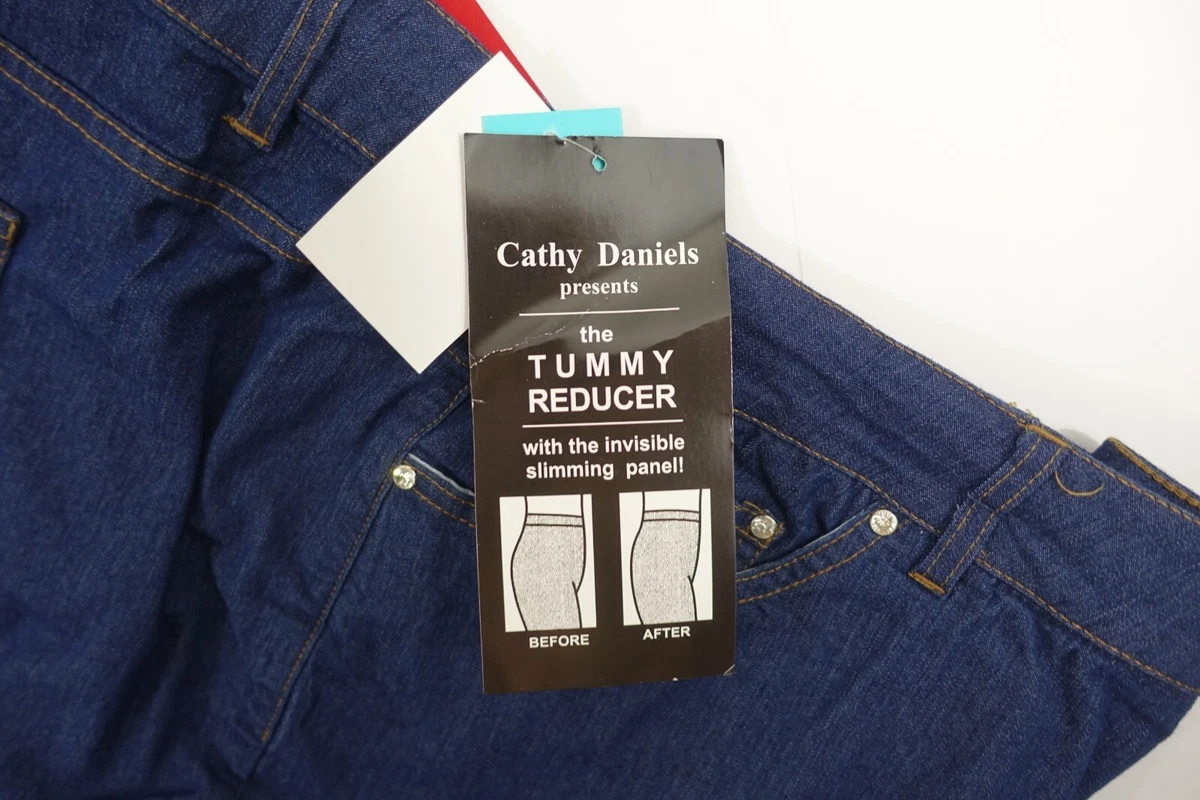 Cathy Daniels
presents
the
TUMMY
REDUCER
with the invisible
slimming panel!
BEFORE
AFTER